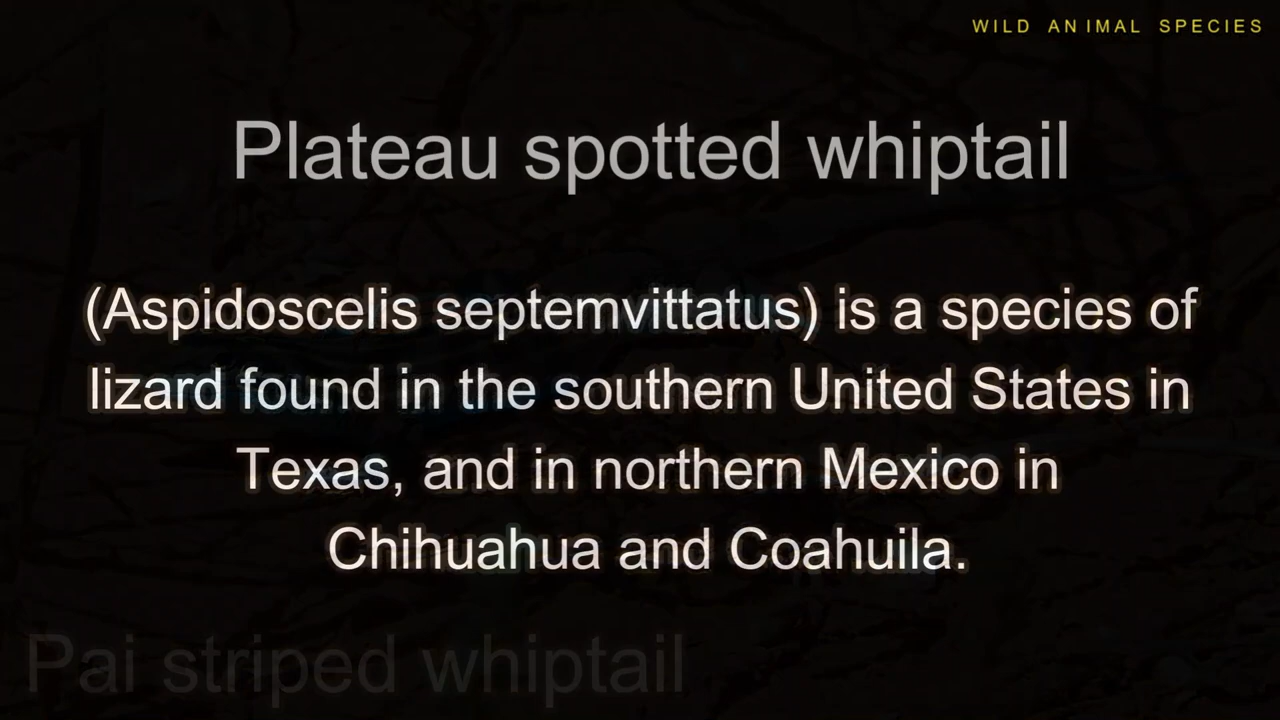 WILD ANIMAL SPECIES
Plateau spotted whiptail
(Aspidoscelis septemvittatus) is a species of
lizard found in the southern United States in
Texas, and in northern Mexico in
Chihuahua and Coahuila.
Pai striped whiptail